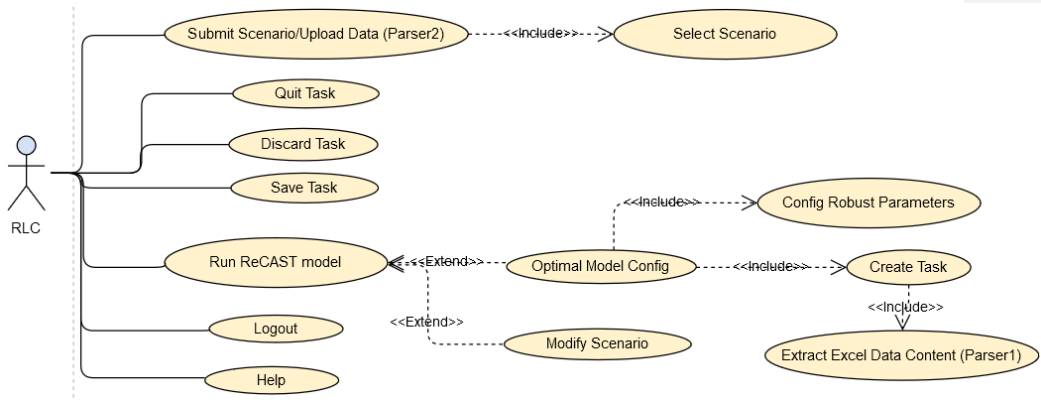 Submit Scenario/Upload Data (Parser2)
<<Include>>
Select Scenario
Quit Task
Discard Task
Save Task
RLC
Config Robust Parameters
<<Include>>
Run ReCAST model
<<Extend>>
Optimal Model Config
<<Include>>
Create Task
<<Include>>
<<Extend>>
Logout
Modify Scenario
Extract Excel Data Content (Parser1)
Help